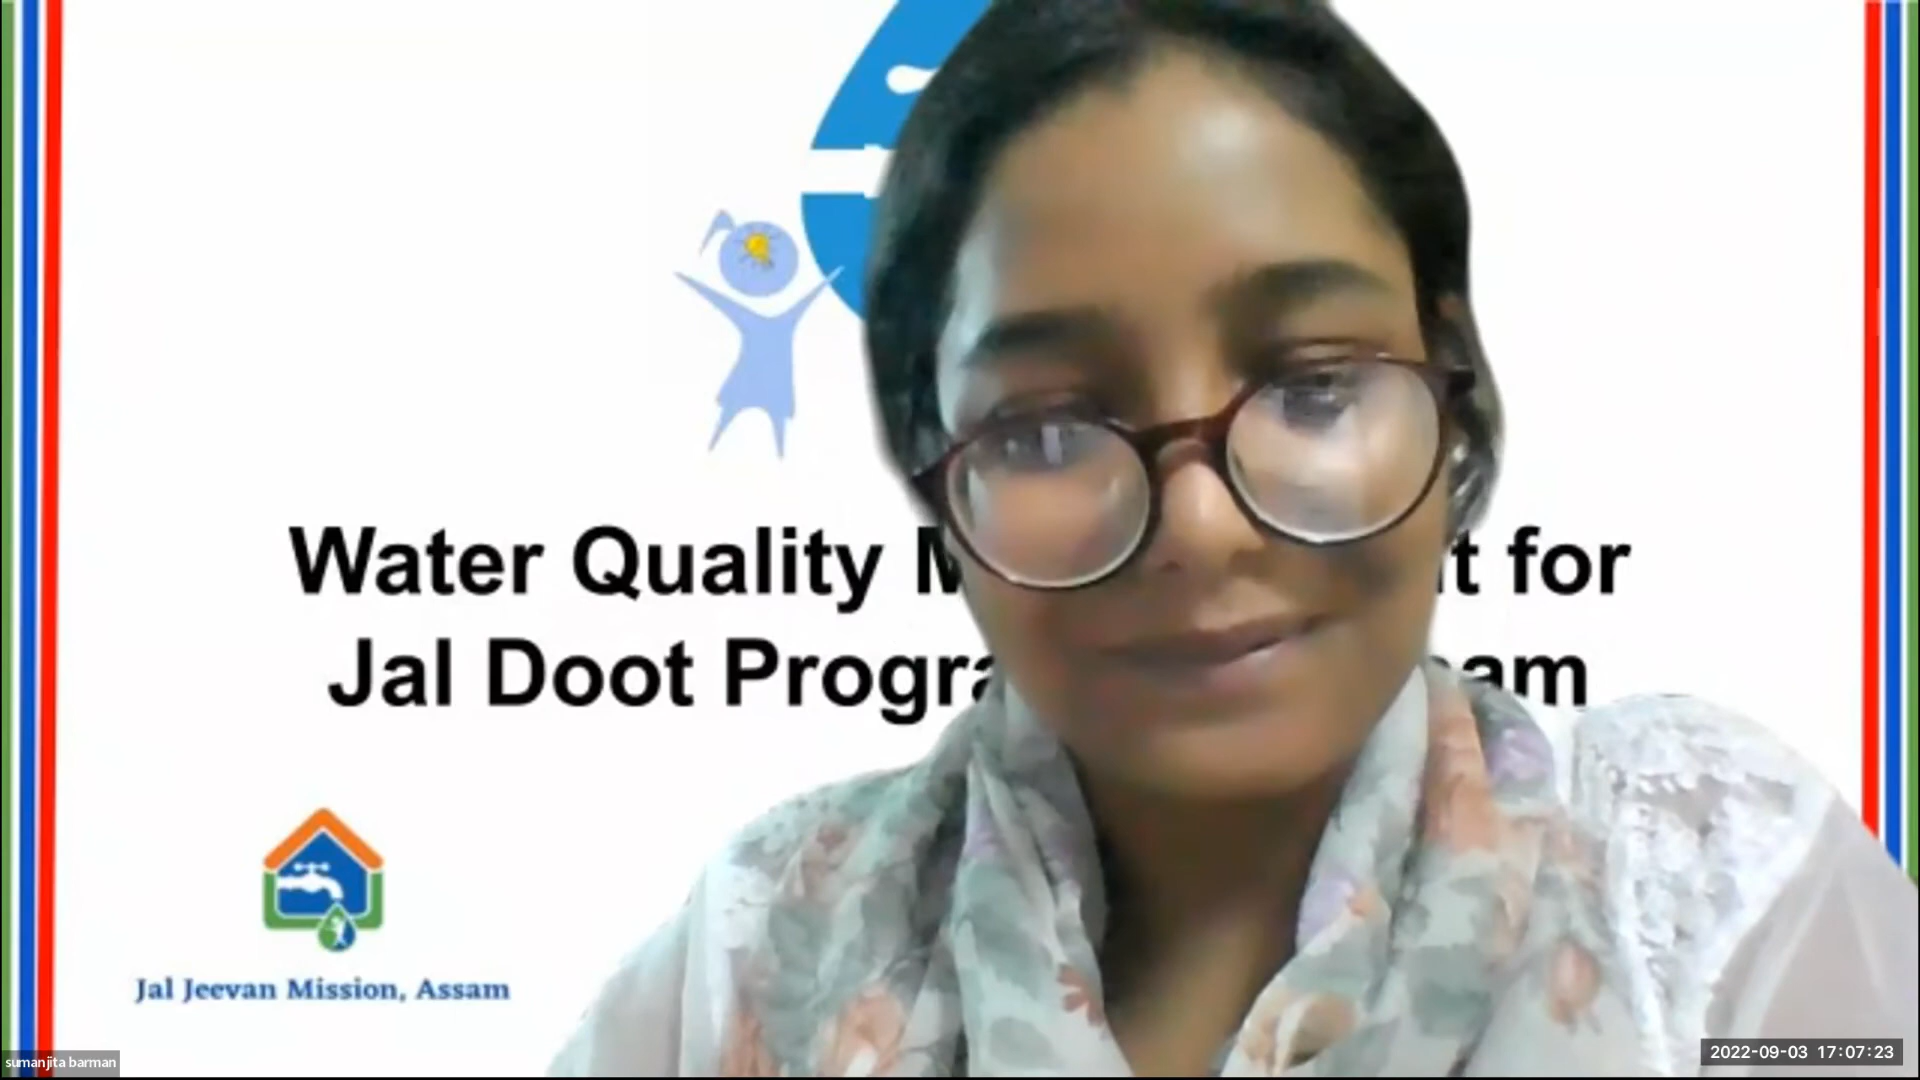 Water Quality M t for
Jal Doot Progra am
Jal Jeevan Mission, Assam
sumanjita barman
2022-09-03 17:07:23